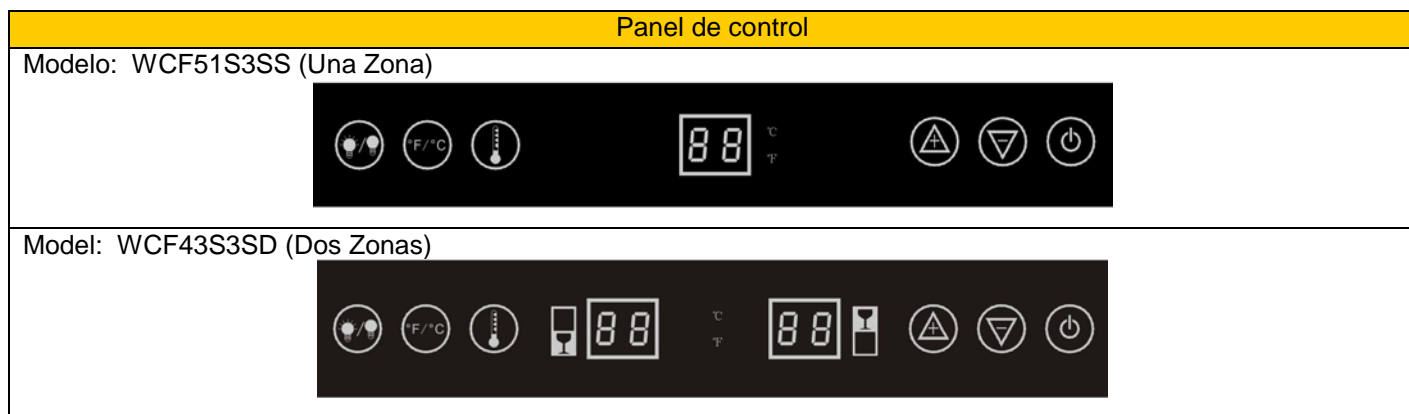 Panel de control
Modelo: WCF51S3SS (Una Zona)
°F/°C
88
°C
°F
Model: WCF43S3SD (Dos Zonas)
°F/°C
88
°C
°F
88